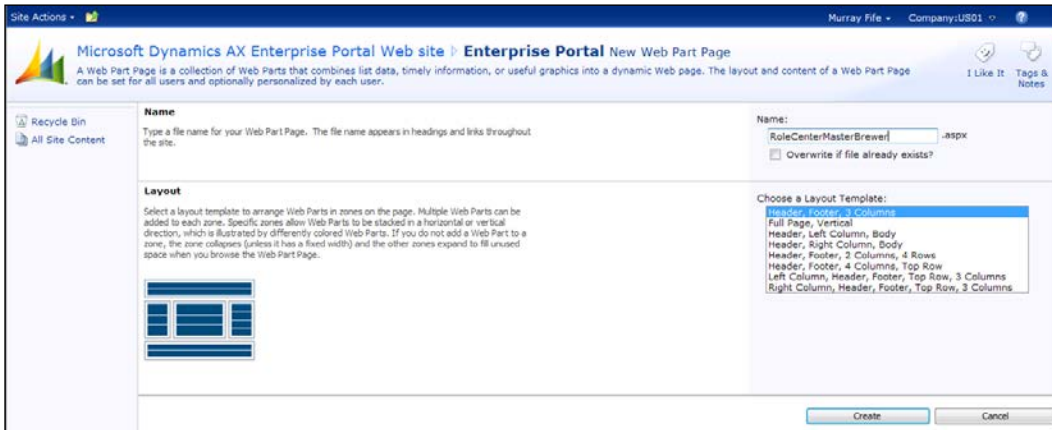 Site Actions
Murray Fife
Company:US01
Microsoft Dynamics AX Enterprise Portal Web site Enterprise Portal New Web Part Page
A Web Part Page is a collection of Web Parts that combines list data, timely information, or useful graphics into a dynamic Web page. The layout and content of a Web Part Page
can be set for all users and optionally personalized by each user.
I Like It
Tags &
Notes
Recycle Bin
All Site Content
Name
Type a file name for your Web Part Page. The file name appears in headings and links throughout
the site.
Name:
RoleCenterMasterBrewer .aspx
Overwrite if file already exists?
Layout
Select a layout template to arrange Web Parts in zones on the page. Multiple Web Parts can be
added to each zone. Specific zones allow Web Parts to be stacked in a horizontal or vertical
direction, which is illustrated by differently colored Web Parts. If you do not add a Web Part to a
zone, the zone collapses (unless it has a fixed width) and the other zones expand to fill unused
space when you browse the Web Part Page.
Choose a Layout Template:
Header, Footer, 3 Columns
Full Page, Vertical
Header, Left Column, Body
Header, Right Column, Body
Header, Footer, 2 Columns, 4 Rows
Header, Footer, 4 Columns, Top Row
Left Column, Header, Footer, Top Row, 3 Columns
Right Column, Header, Footer, Top Row, 3 Columns
Create
Cancel